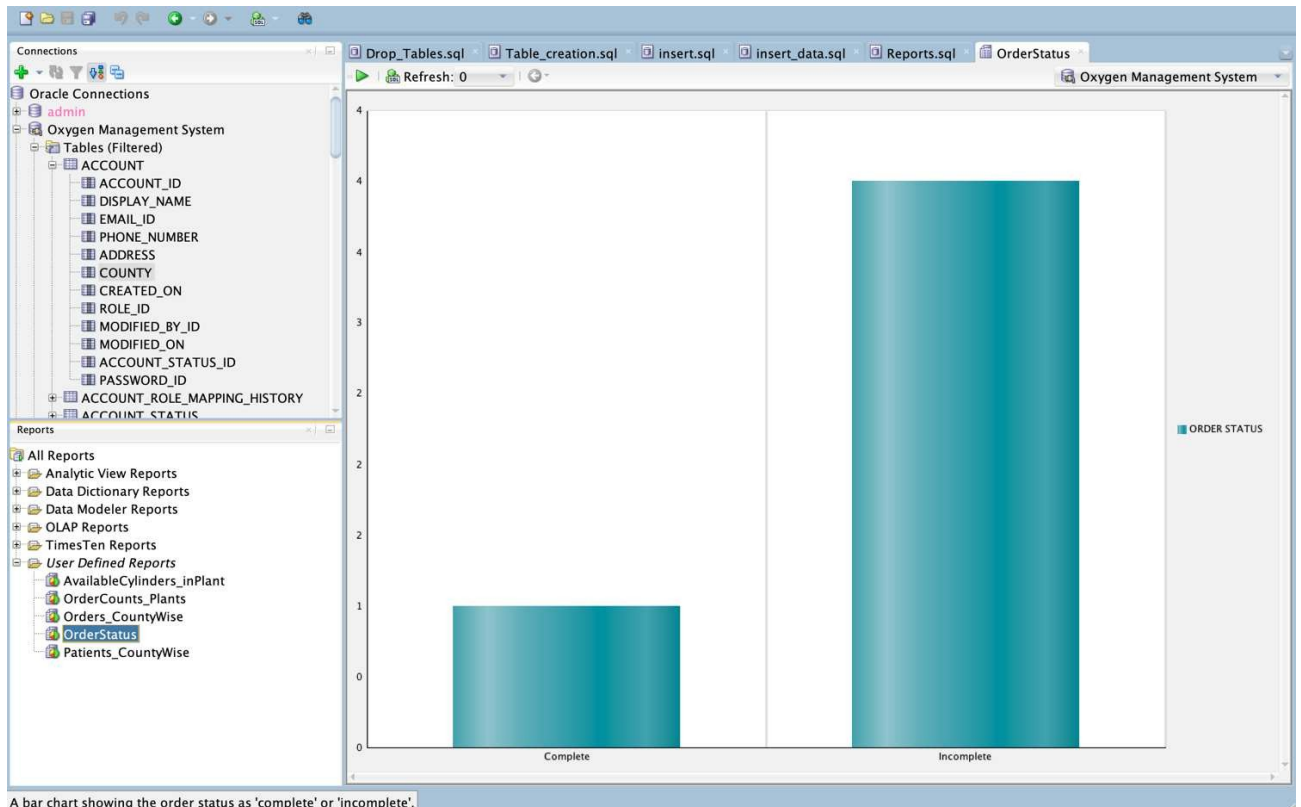 Connections
Oracle Connections
admin
Oxygen Management System
Tables (Filtered)
ACCOUNT
ACCOUNT_ID
DISPLAY_NAME
EMAIL_ID
PHONE_NUMBER
ADDRESS
COUNTY
CREATED_ON
ROLE_ID
MODIFIED_BY_ID
MODIFIED_ON
ACCOUNT_STATUS_ID
PASSWORD_ID
ACCOUNT_ROLE_MAPPING_HISTORY
ACCOUNT_STATUS
Reports
All Reports
Analytic View Reports
Data Dictionary Reports
Data Modeler Reports
OLAP Reports
TimesTen Reports
User Defined Reports
AvailableCylinders_inPlant
OrderCounts_Plants
Orders_CountyWise
OrderStatus
Patients_CountyWise
Drop_Tables.sql Table_creation.sql insert.sql insert_data.sql Reports.sql OrderStatus
SQL Refresh: 0 Oxygen Management System
4
4
4
3
2
2
2
1
0
0
Complete Incomplete
ORDER STATUS
A bar chart showing the order status as 'complete' or 'incomplete'.